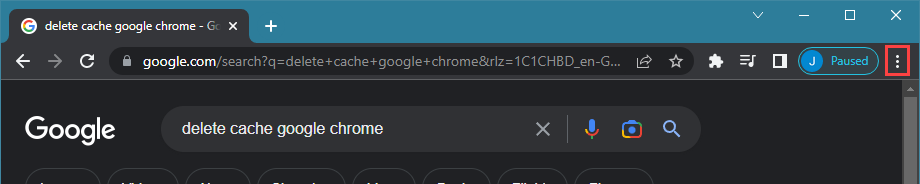 delete cache google chrome - Go
google.com/search?q=delete+cache+google+chrome&rlz=1C1CHBD_en-G...
J Paused
Google
delete cache google chrome